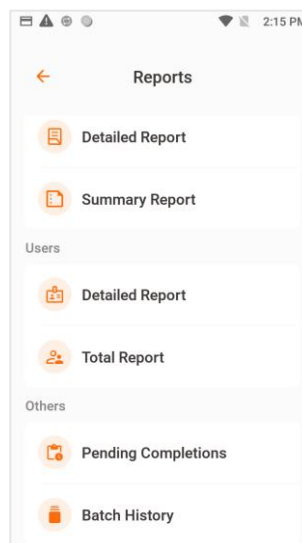 2:15 PM
Reports
Detailed Report
Summary Report
Users
Detailed Report
Total Report
Others
Pending Completions
Batch History